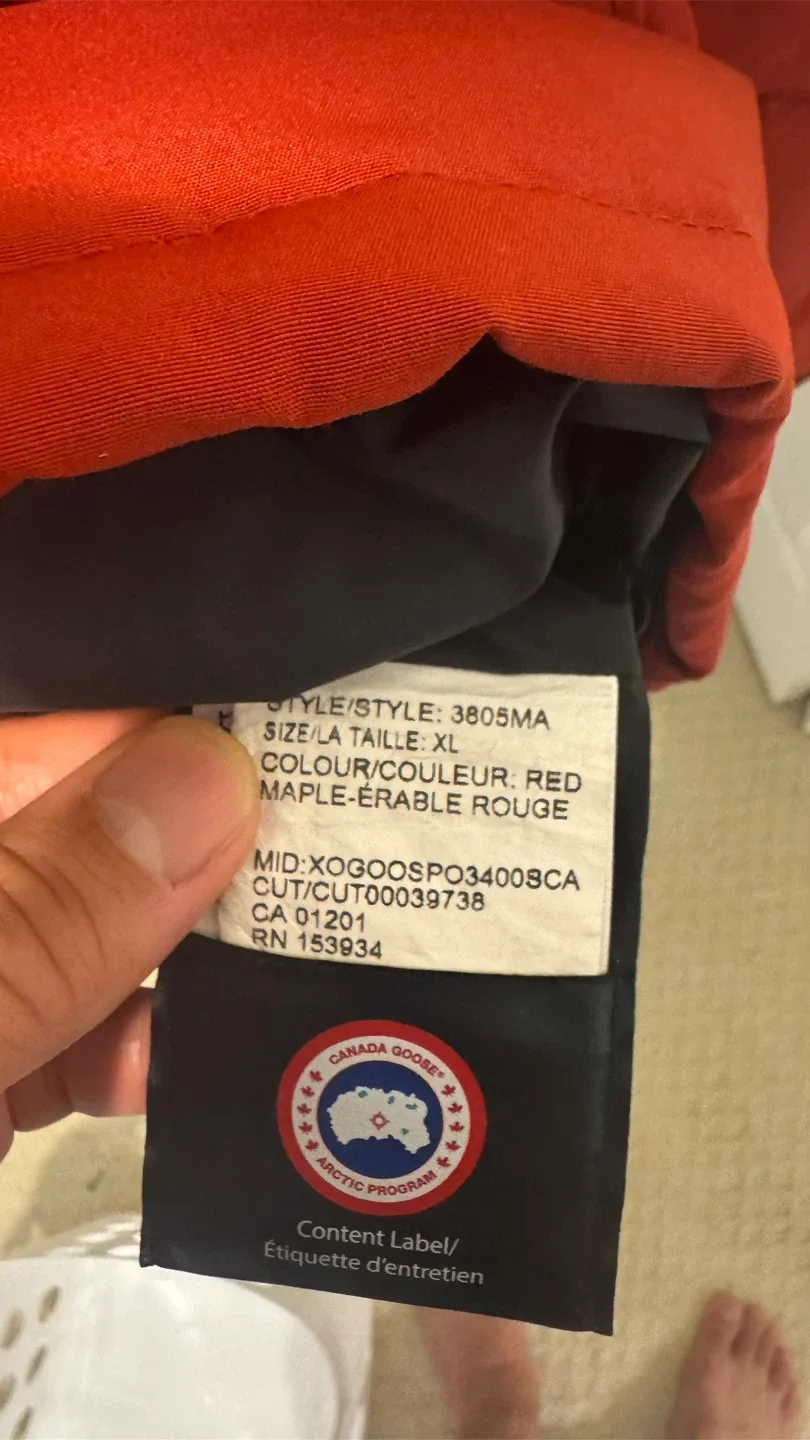 STYLE/STYLE: 3805MA
SIZE/LA TAILLE: XL
COLOUR/COULEUR: RED
MAPLE-ÉRABLE ROUGE
MID:XOGOOSPO3400SCA
CUT/CUT00039738
CA 01201
RN 153934
CANADA GOOSE®
ARCTIC PROGRAM
Content Label/
Étiquette d'entretien